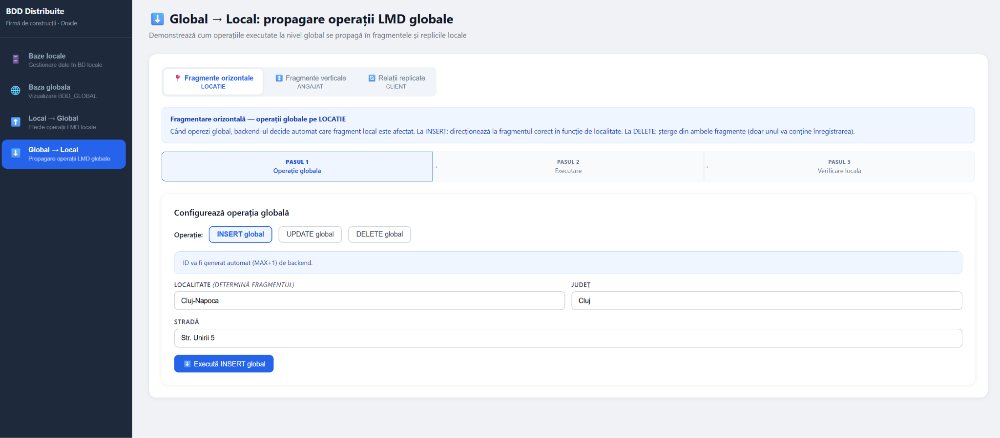 BDD Distribuite
Firmă de construcții · Oracle
Baze locale
Gestionare date în BD locale
Baza globală
Vizualizare BDD_GLOBAL
Local → Global
Efecte operații LMD locale
Global → Local
Propagare operații LMD globale
Global → Local: propagare operații LMD globale
Demonstrează cum operațiile executate la nivel global se propagă în fragmentele și replicile locale
Fragmente orizontale
LOCATIE
Fragmente verticale
ANGAJAT
Relații replicate
CLIENT
Fragmentare orizontală — operații globale pe LOCATIE
Când operezi global, backend-ul decide automat care fragment local este afectat. La INSERT: direcționează la fragmentul corect în funcție de localitate. La DELETE: șterge din ambele fragmente (doar unul va conține înregistrarea).
PASUL 1
Operație globală
→
PASUL 2
Executare
→
PASUL 3
Verificare locală
Configurează operația globală
Operație:
INSERT global
UPDATE global
DELETE global
ID va fi generat automat (MAX+1) de backend.
LOCALITATE (DETERMINĂ FRAGMENTUL)
Cluj-Napoca
JUDEȚ
Cluj
STRADĂ
Str. Unirii 5
Execută INSERT global